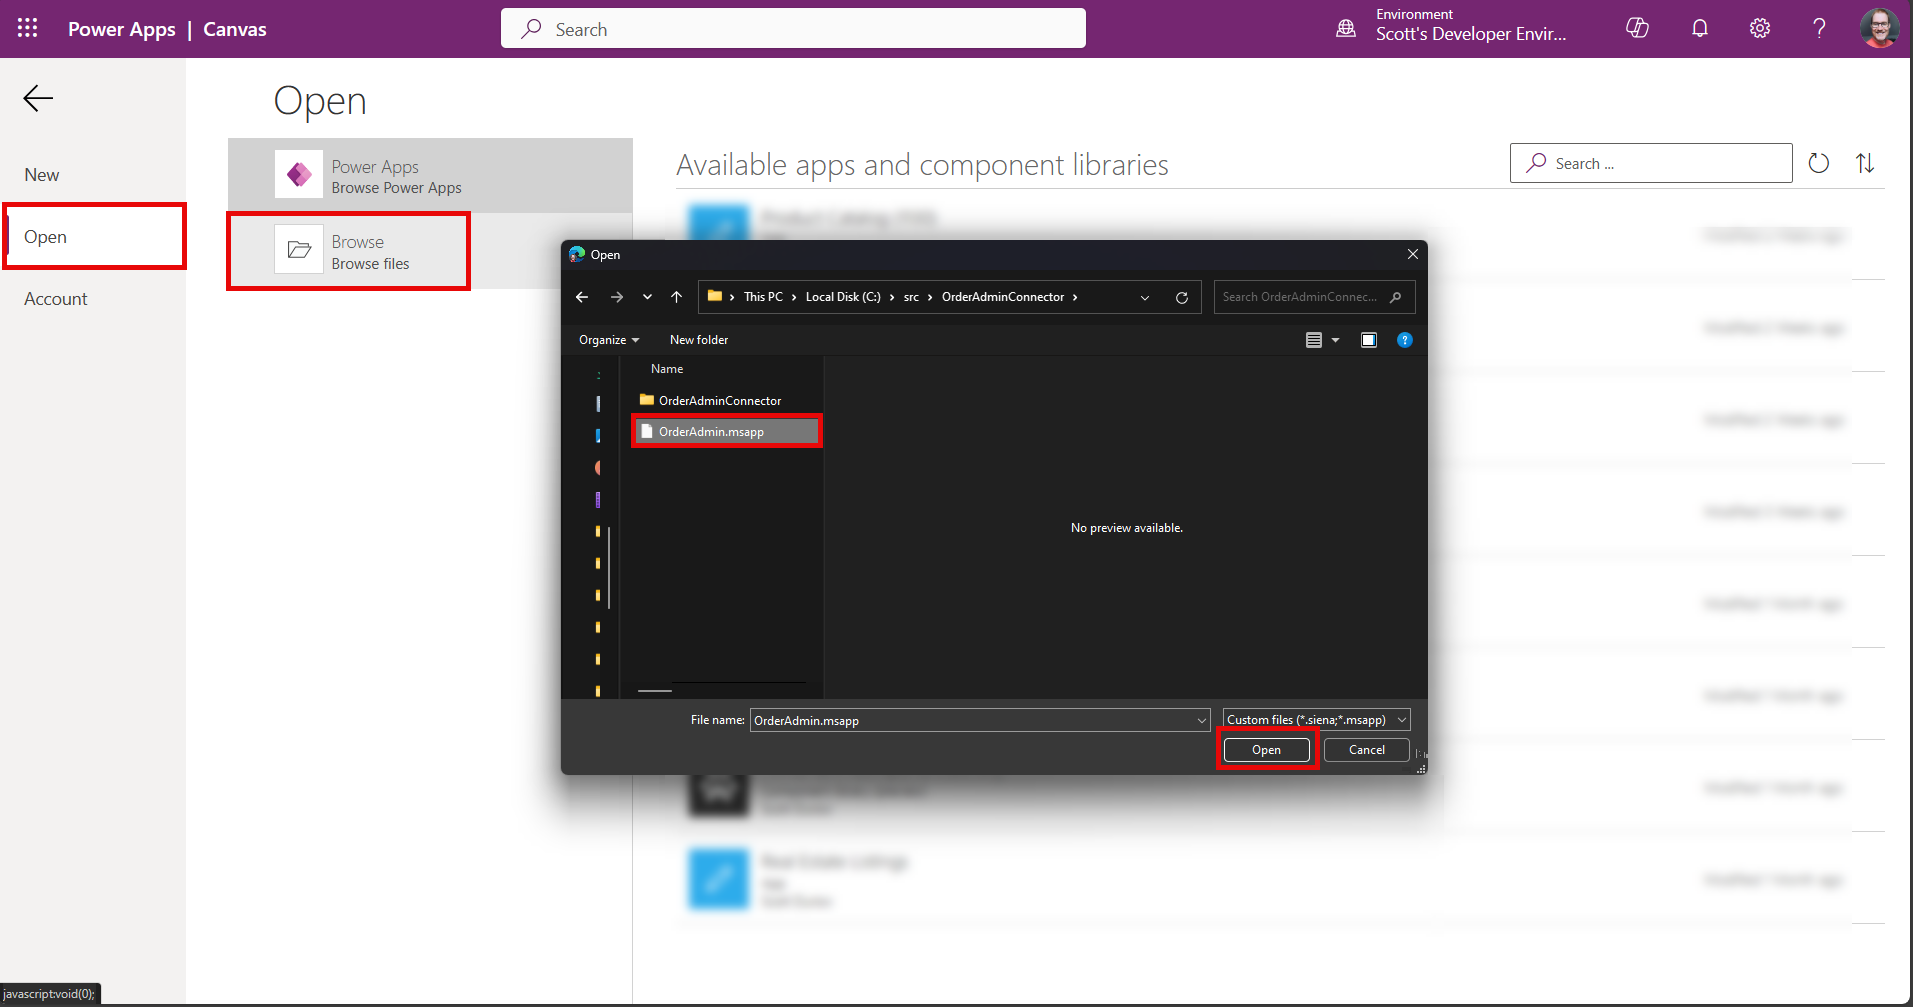 Power Apps | Canvas
Search
Environment
Scott's Developer Envir...
Open
New
Open
Account
Power Apps
Browse Power Apps
Browse
Browse files
Available apps and component libraries
Search ...
Open
This PC
Local Disk (C:)
src
OrderAdminConnector
Search OrderAdminConnec...
Organize
New folder
Name
OrderAdminConnector
OrderAdmin.msapp
No preview available.
File name:
OrderAdmin.msapp
Custom files (*.siena;*.msapp)
Open
Cancel
javascript:void(0);